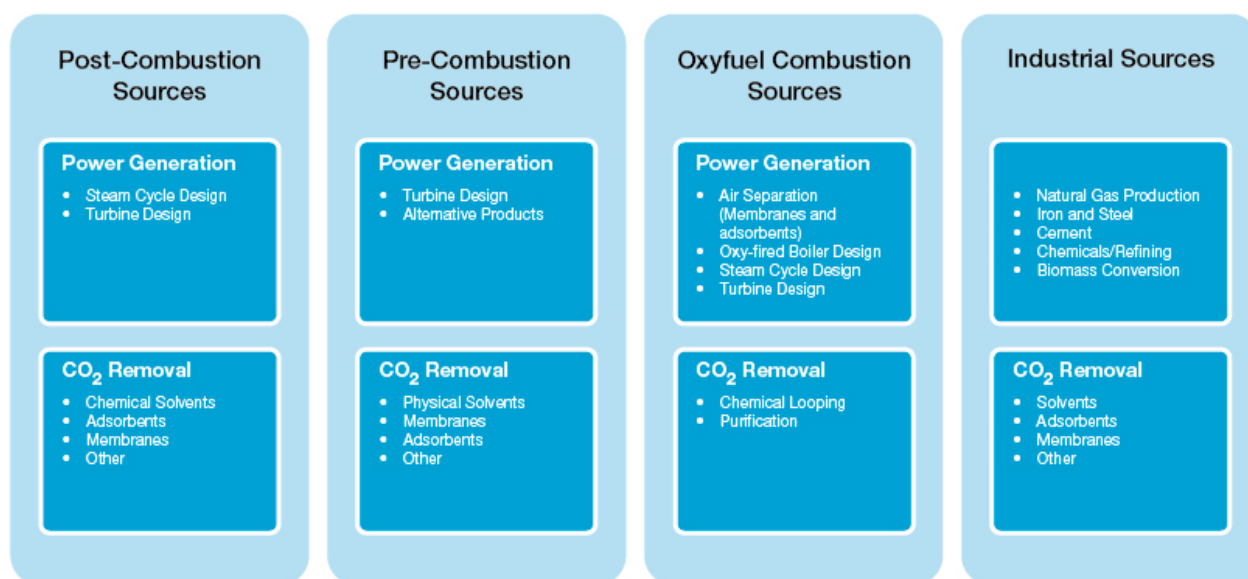 Post-Combustion
Sources
Power Generation
• Steam Cycle Design
• Turbine Design
CO₂ Removal
• Chemical Solvents
• Adsorbents
• Membranes
• Other
Pre-Combustion
Sources
Power Generation
• Turbine Design
• Alternative Products
CO₂ Removal
• Physical Solvents
• Membranes
• Adsorbents
• Other
Oxyfuel Combustion
Sources
Power Generation
• Air Separation
(Membranes and
adsorbents)
• Oxy-fired Boiler Design
• Steam Cycle Design
• Turbine Design
CO₂ Removal
• Chemical Looping
• Purification
Industrial Sources
• Natural Gas Production
• Iron and Steel
• Cement
• Chemicals/Refining
• Biomass Conversion
CO₂ Removal
• Solvents
• Adsorbents
• Membranes
• Other